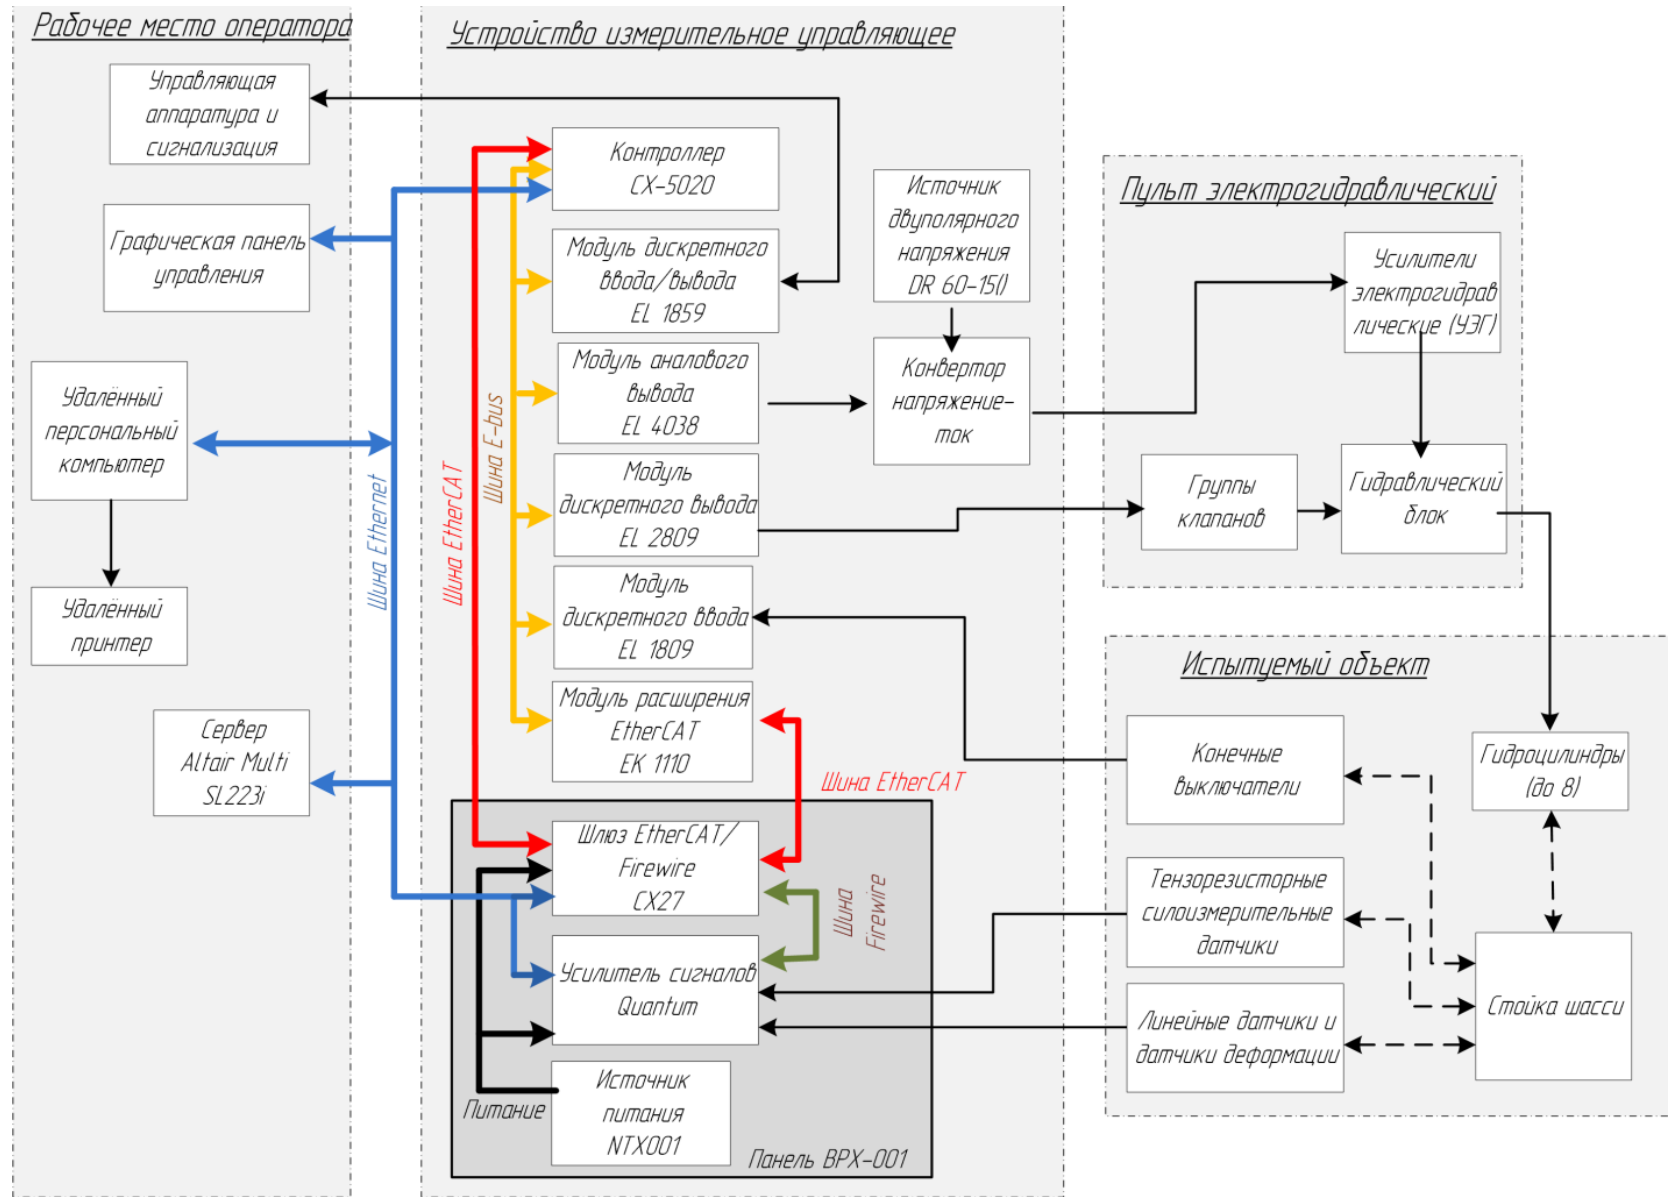 Рабочее место оператора
Управляющая
аппаратура и
сигнализация
Графическая панель
управления
Удалённый
персональный
компьютер
Удалённый
принтер
Сервер
Altair Multi
SL223i
Шина Ethernet
Устройство измерительное управляющее
Шина EtherCAT
Шина E-bus
Контроллер
CX-5020
Модуль дискретного
ввода/вывода
EL 1859
Модуль аналового
вывода
EL 4038
Модуль
дискретного вывода
EL 2809
Модуль
дискретного ввода
EL 1809
Модуль расширения
EtherCAT
EK 1110
Источник
двуполярного
напряжения
DR 60-15()
Конвертор
напряжение-
ток
Шина EtherCAT
Шлюз EtherCAT/
Firewire
CX27
Шина
Firewire
Усилитель сигналов
Quantum
Источник
питания
NTX001
Питание
Панель BPX-001
Пульт электрогидравлический
Усилители
электрогидрав
лические (УЭГ)
Группы
клапанов
Гидравлический
блок
Испытуемый объект
Конечные
выключатели
Гидроцилиндры
(до 8)
Тензорезисторные
силоизмерительные
датчики
Линейные датчики и
датчики деформации
Стойка шасси